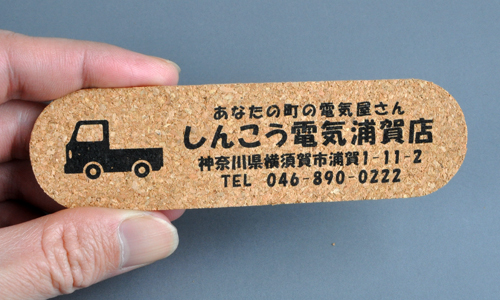 あなたの町の電気屋さん
しんこう電気浦賀店
神奈川県横須賀市浦賀1-11-2
TEL 046-890-0222